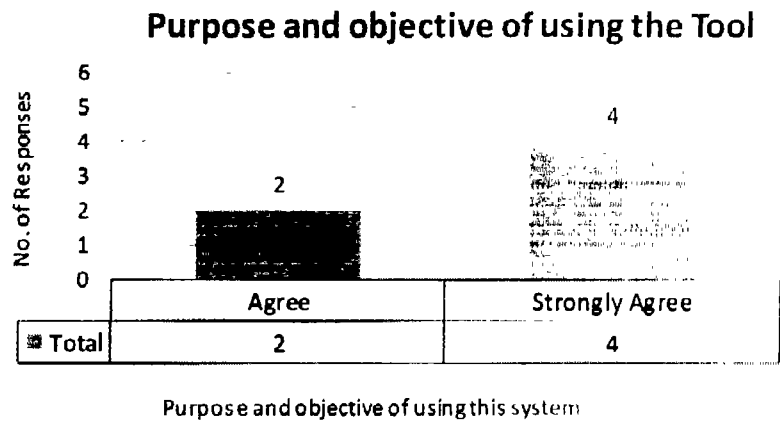 Purpose and objective of using the Tool
No. of Responses
6
5
4
3
2
1
0
2
4
Agree Strongly Agree
Total 2 4
Purpose and objective of using this system